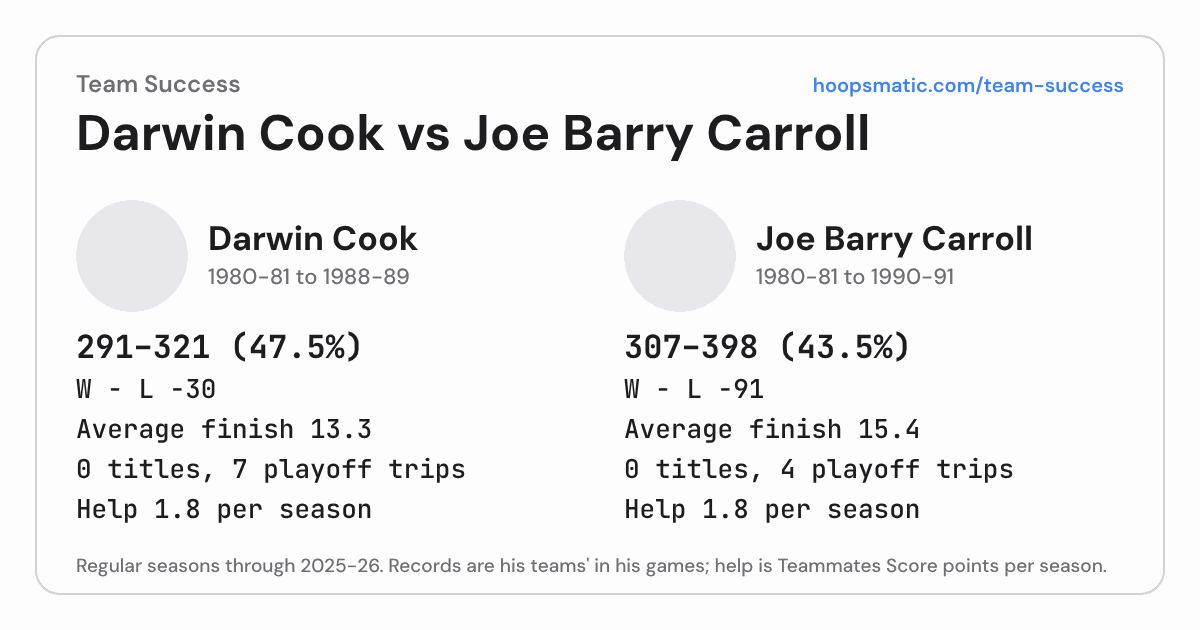 Team Success
hoopsmatic.com/team-success
Darwin Cook vs Joe Barry Carroll
Darwin Cook
1980-81 to 1988-89
291-321 (47.5%)
W - L -30
Average finish 13.3
0 titles, 7 playoff trips
Help 1.8 per season
Joe Barry Carroll
1980-81 to 1990-91
307-398 (43.5%)
W - L -91
Average finish 15.4
0 titles, 4 playoff trips
Help 1.8 per season
Regular seasons through 2025-26. Records are his teams' in his games; help is Teammates Score points per season.